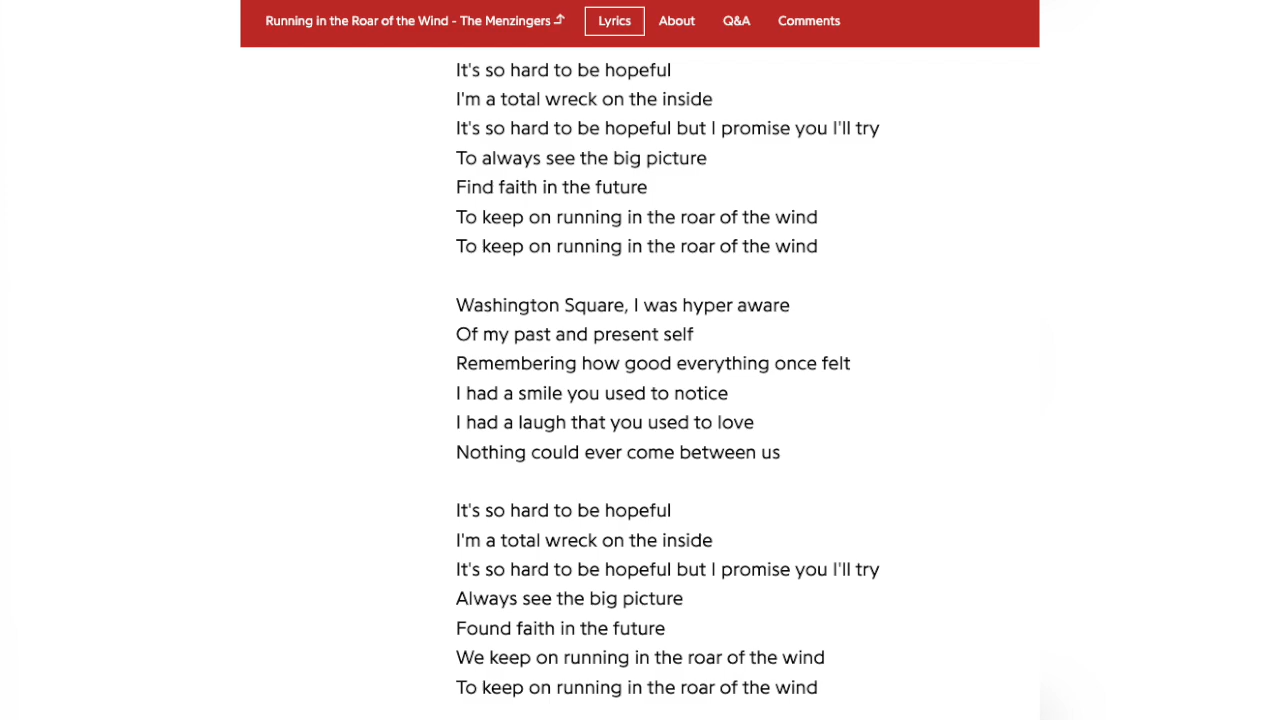 Running in the Roar of the Wind - The Menzingers
Lyrics
About
Q&A
Comments
It's so hard to be hopeful
I'm a total wreck on the inside
It's so hard to be hopeful but I promise you I'll try
To always see the big picture
Find faith in the future
To keep on running in the roar of the wind
To keep on running in the roar of the wind
Washington Square, I was hyper aware
Of my past and present self
Remembering how good everything once felt
I had a smile you used to notice
I had a laugh that you used to love
Nothing could ever come between us
It's so hard to be hopeful
I'm a total wreck on the inside
It's so hard to be hopeful but I promise you I'll try
Always see the big picture
Found faith in the future
We keep on running in the roar of the wind
To keep on running in the roar of the wind